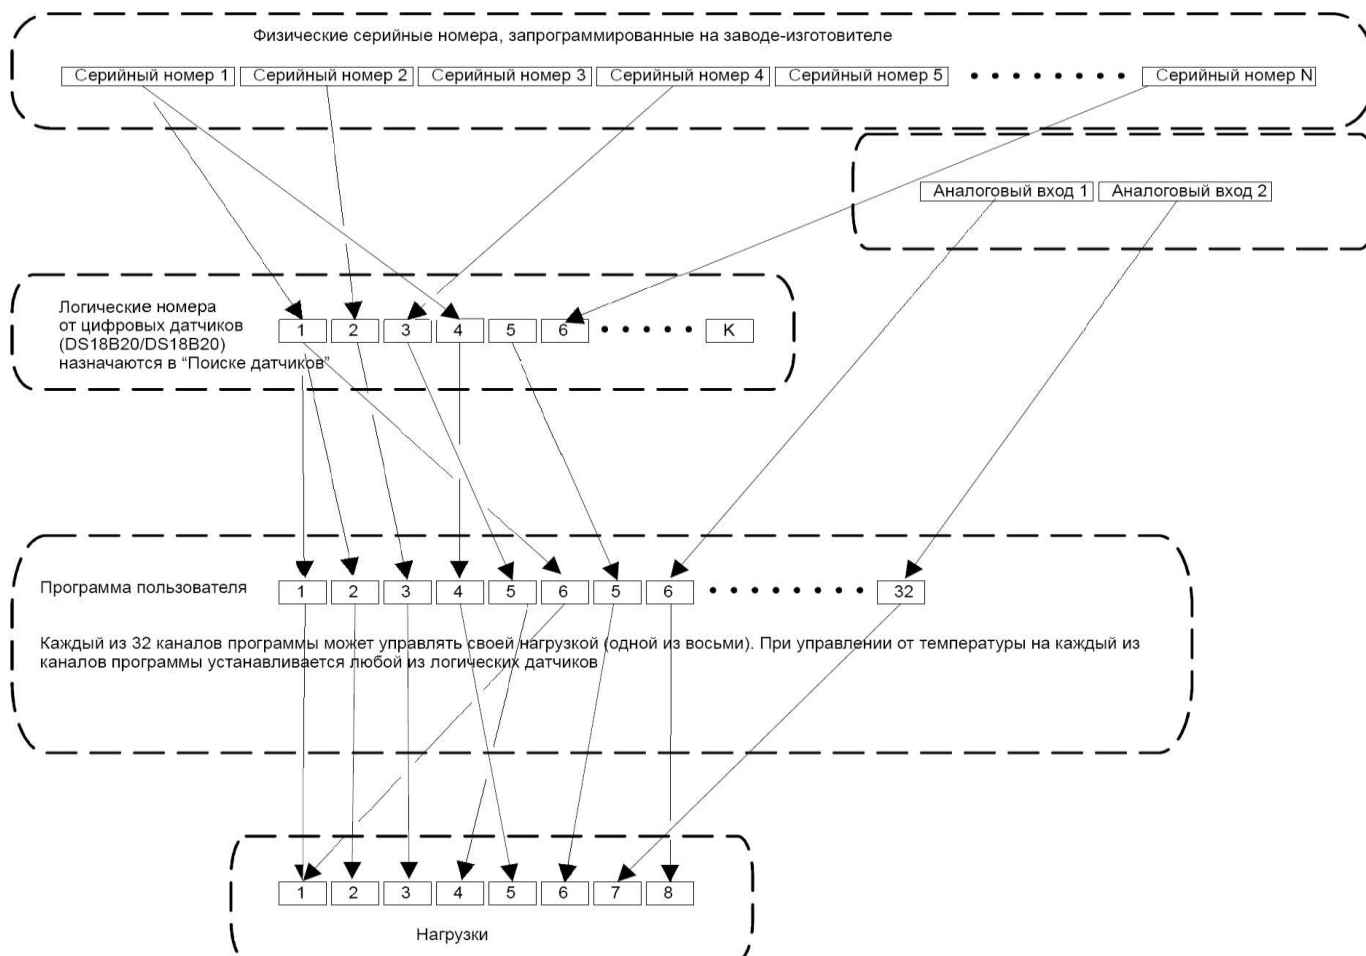 Физические серийные номера, запрограммированные на заводе-изготовителе
Серийный номер 1 Серийный номер 2 Серийный номер 3 Серийный номер 4 Серийный номер 5 Серийный номер N
Аналоговый вход 1 Аналоговый вход 2
Логические номера
от цифровых датчиков
(DS18B20/DS18B20)
назначаются в “Поиске датчиков”
1 2 3 4 5 6 K
Программа пользователя
1 2 3 4 5 6 5 6 32
Каждый из 32 каналов программы может управлять своей нагрузкой (одной из восьми). При управлении от температуры на каждый из
каналов программы устанавливается любой из логических датчиков
1 2 3 4 5 6 7 8
Нагрузки